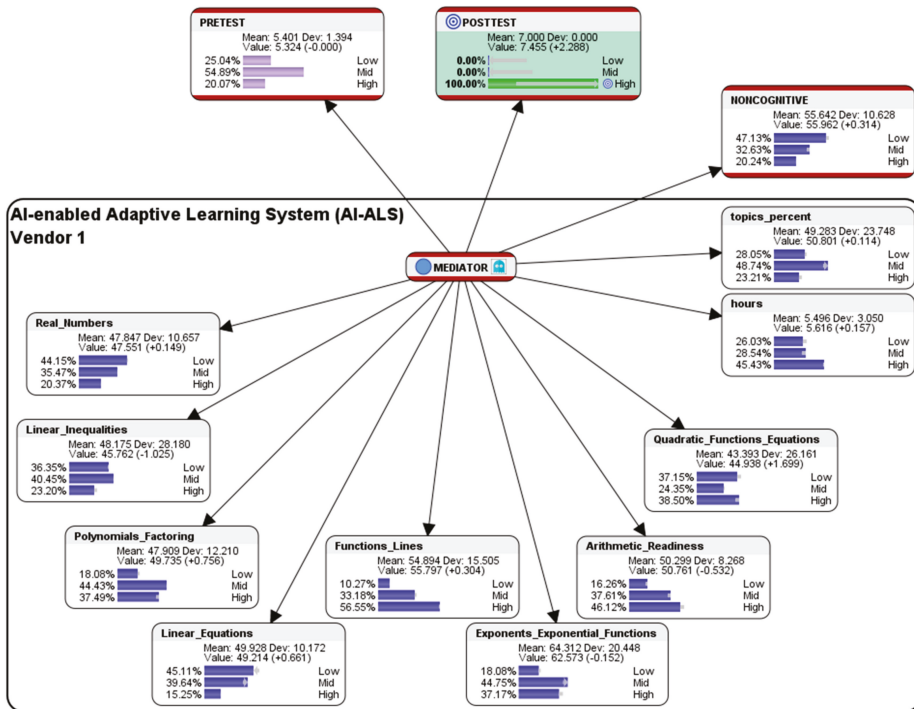 PRETEST
Mean: 5.401 Dev: 1.394
Value: 5.324 (-0.000)
25.04% Low
54.89% Mid
20.07% High
POSTTEST
Mean: 7.000 Dev: 0.000
Value: 7.455 (+2.288)
0.00% Low
0.00% Mid
100.00% High
NONCOGNITIVE
Mean: 55.642 Dev: 10.628
Value: 55.962 (+0.314)
47.13% Low
32.63% Mid
20.24% High
AI-enabled Adaptive Learning System (AI-ALS)
Vendor 1
MEDIATOR
topics_percent
Mean: 49.283 Dev: 23.748
Value: 50.801 (+0.114)
28.05% Low
48.74% Mid
23.21% High
hours
Mean: 5.496 Dev: 3.050
Value: 5.616 (+0.157)
26.03% Low
28.54% Mid
45.43% High
Real_Numbers
Mean: 47.847 Dev: 10.657
Value: 47.551 (+0.149)
44.15% Low
35.47% Mid
20.37% High
Linear_Inequalities
Mean: 48.175 Dev: 28.180
Value: 45.762 (-1.025)
36.35% Low
40.45% Mid
23.20% High
Quadratic_Functions_Equations
Mean: 43.393 Dev: 26.161
Value: 44.938 (+1.699)
37.15% Low
24.35% Mid
38.50% High
Polynomials_Factoring
Mean: 47.909 Dev: 12.210
Value: 49.735 (+0.756)
18.08% Low
44.43% Mid
37.49% High
Functions_Lines
Mean: 54.894 Dev: 15.505
Value: 55.797 (+0.304)
10.27% Low
33.18% Mid
56.55% High
Arithmetic_Readiness
Mean: 50.299 Dev: 8.268
Value: 50.761 (-0.532)
16.26% Low
37.61% Mid
46.12% High
Linear_Equations
Mean: 49.928 Dev: 10.172
Value: 49.214 (+0.661)
45.11% Low
39.64% Mid
15.25% High
Exponents_Exponential_Functions
Mean: 64.312 Dev: 20.448
Value: 62.573 (-0.152)
18.08% Low
44.75% Mid
37.17% High